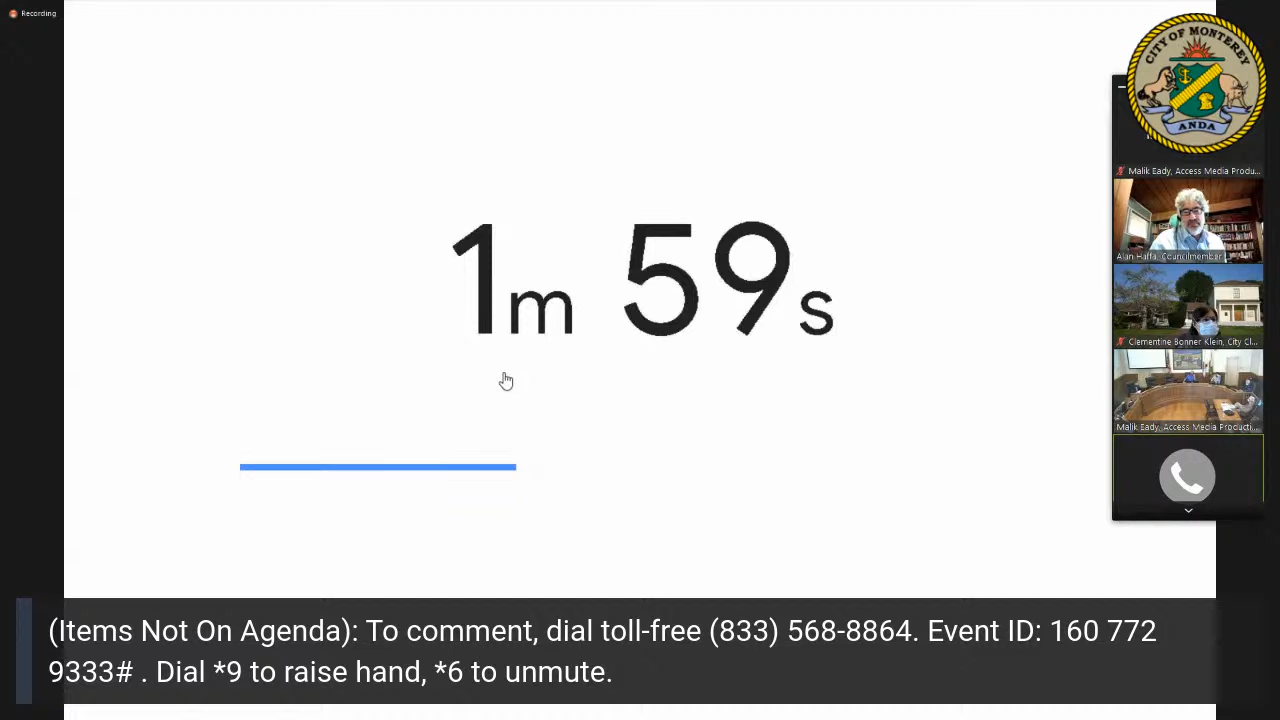 Recording
CITY OF MONTEREY
ANDA
1m 59s
Malik Eady, Access Media Produ...
Alan Haffa, Councilmember
Clementine Bonner Klein, City Cl...
Malik Eady, Access Media Producti...
(Items Not On Agenda): To comment, dial toll-free (833) 568-8864. Event ID: 160 772
9333# . Dial *9 to raise hand, *6 to unmute.